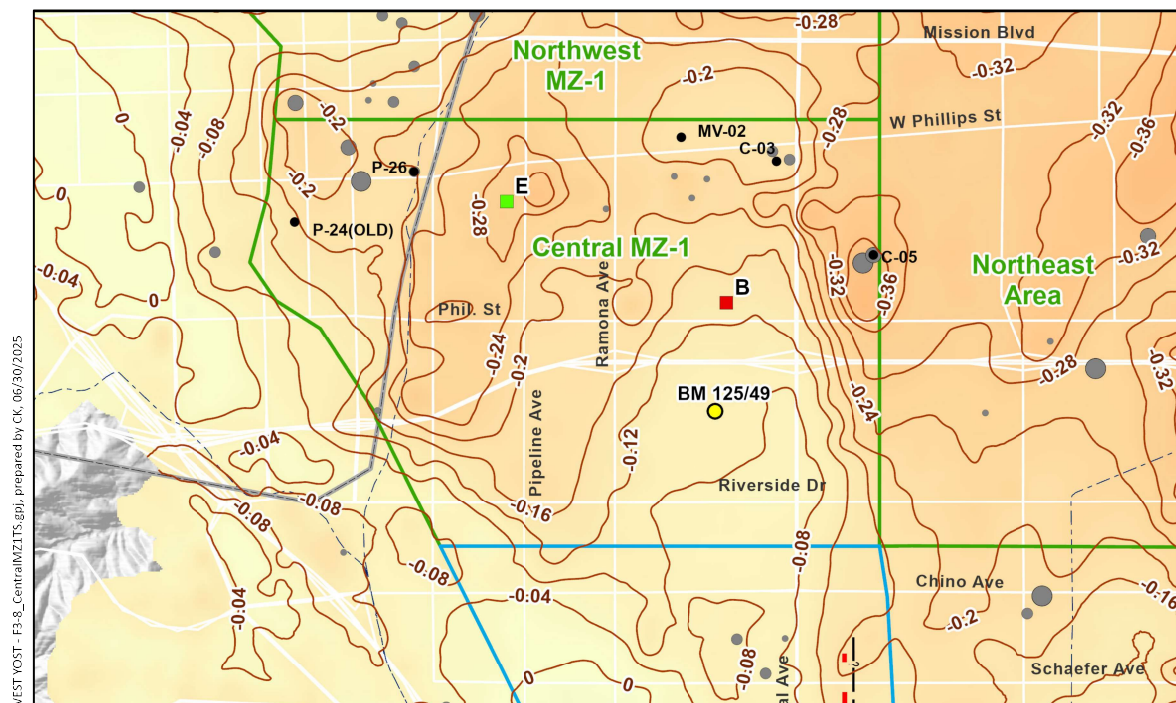 -0.28
Mission Blvd
Northwest
MZ-1
-0.2
-0.32
0
-0.04
-0.08
-0.2
-0.28
W Phillips St
-0.32
-0.36
MV-02
C-03
P-26
-0.2
E
0
-0.28
P-24(OLD)
Central MZ-1
C-05
-0.32
Northeast
Area
-0.04
-0.32
-0.36
B
0
Phil. St
Ramona Ave
-0.24
-0.2
-0.28
-0.32
BM 125/49
-0.24
Pipeline Ave
-0.12
-0.04
Riverside Dr
-0.08
-0.08
-0.16
-0.08
-0.08
Chino Ave
-0.04
-0.04
-0.2
-0.16
-0.08
Schaefer Ave
0
0
al Ave
?
VEST YOST - F3-8_CentralMZ1TS.gpj, prepared by CK, 06/30/2025